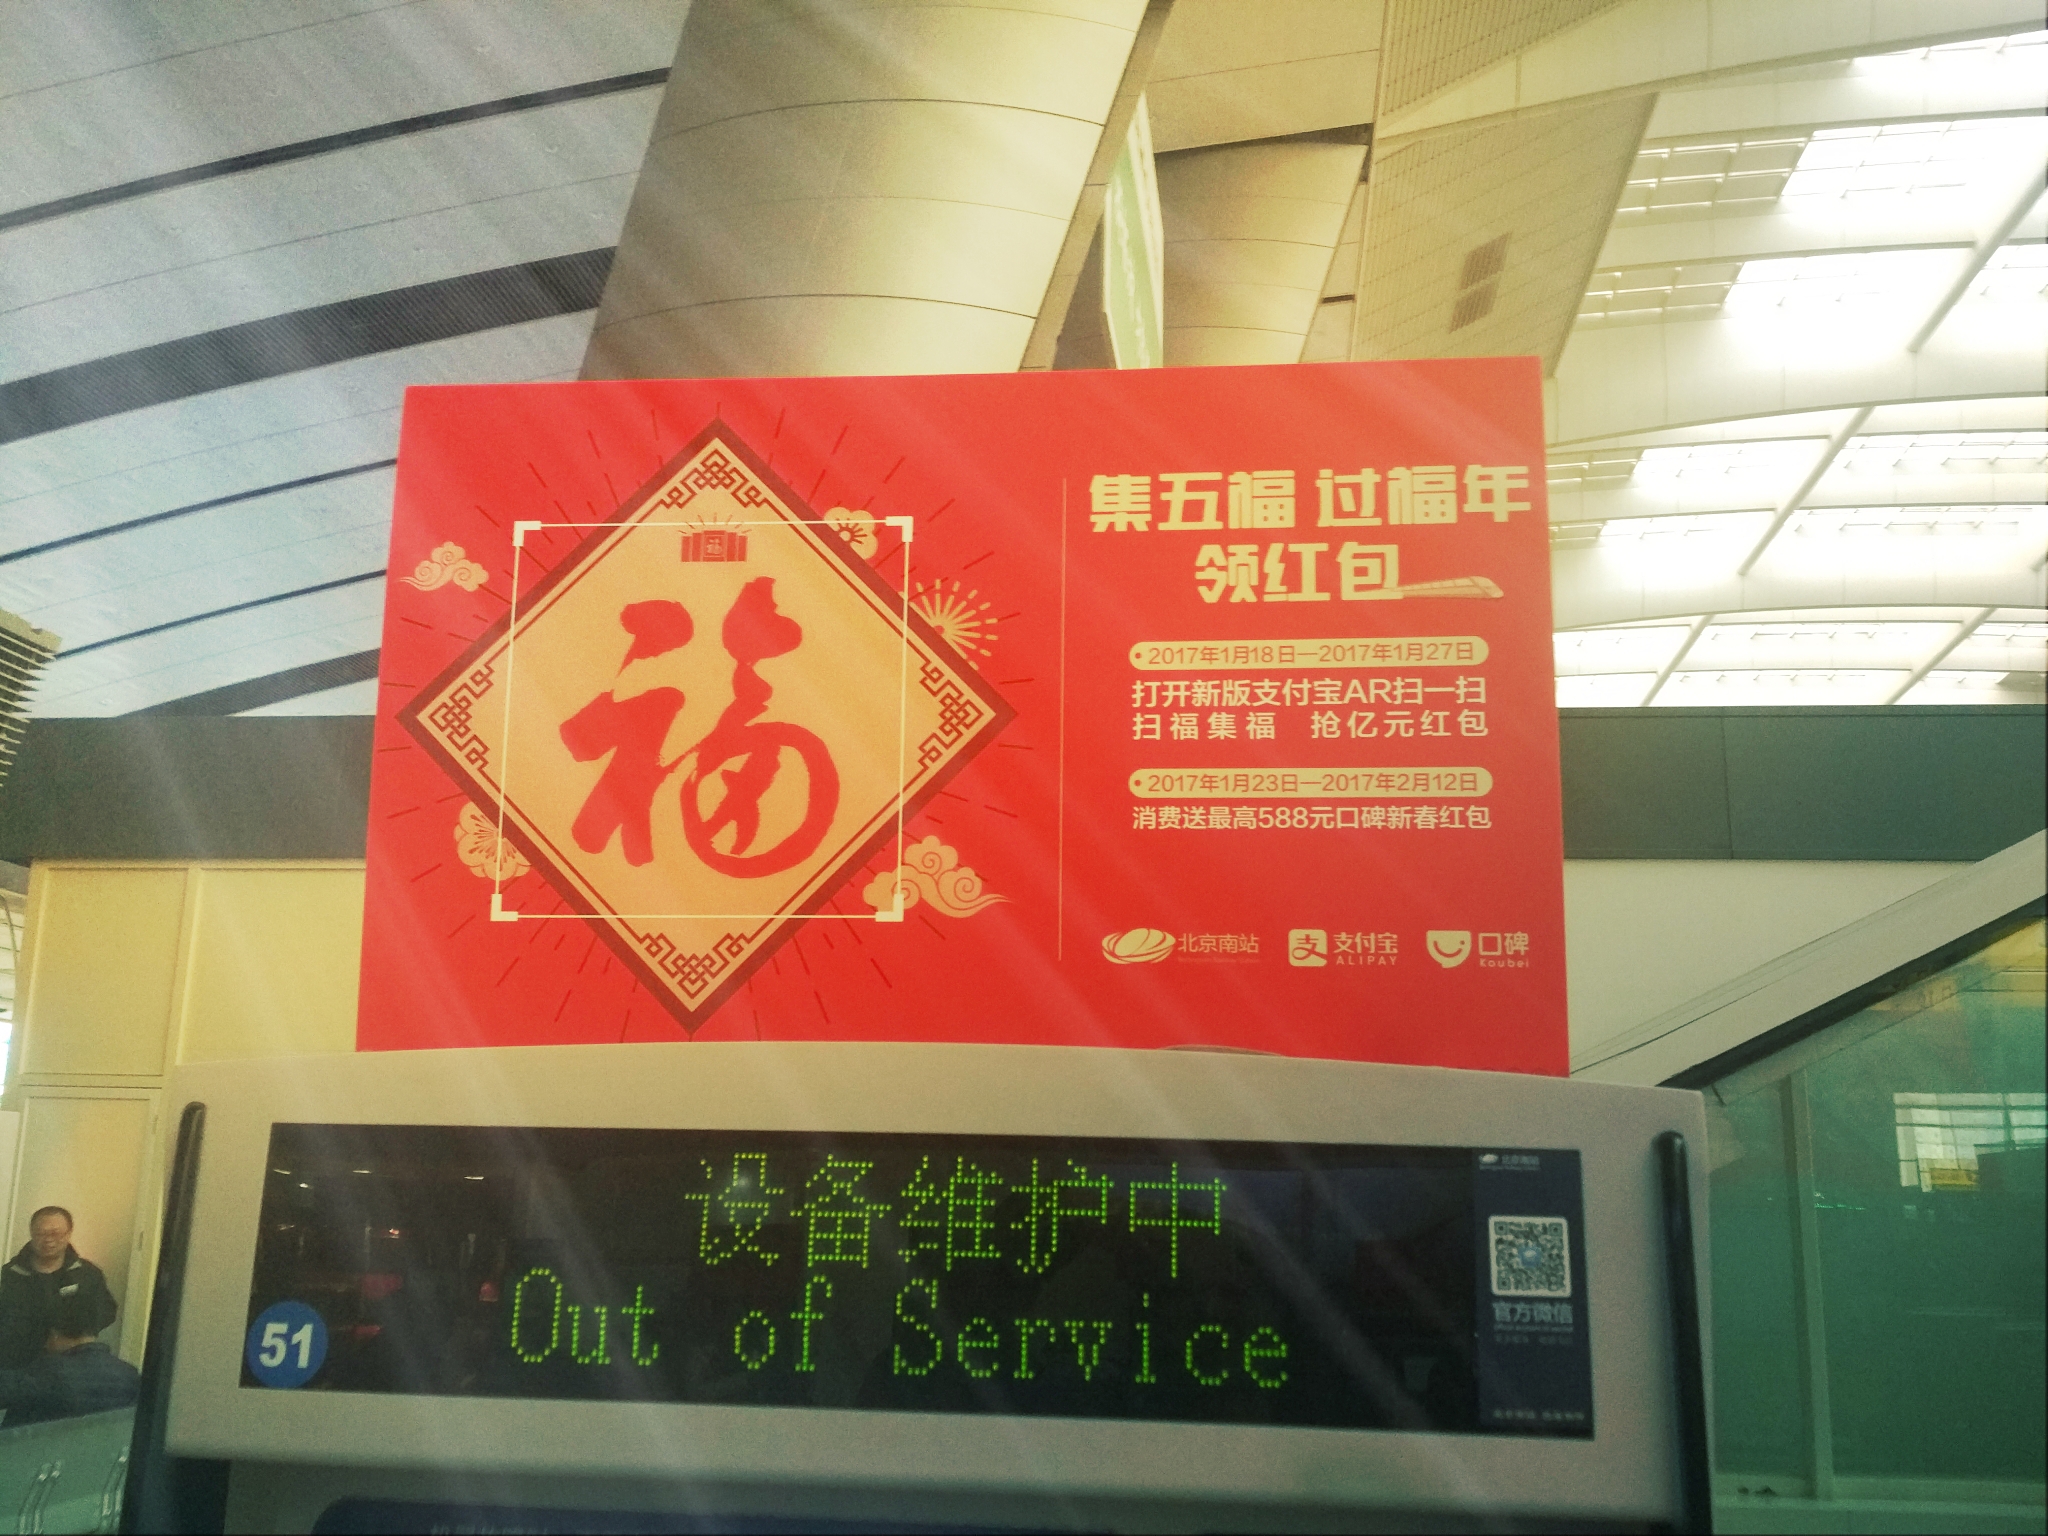 福
集五福 过福年
领红包
2017年1月18日—2017年1月27日
打开新版支付宝AR扫一扫
扫福集福 抢亿元红包
2017年1月23日—2017年2月12日
消费送最高588元口碑新春红包
北京南站
支付宝
ALIPAY
口碑
Koubei
设备维护中
Out of Service
51
北京南站
官方微信